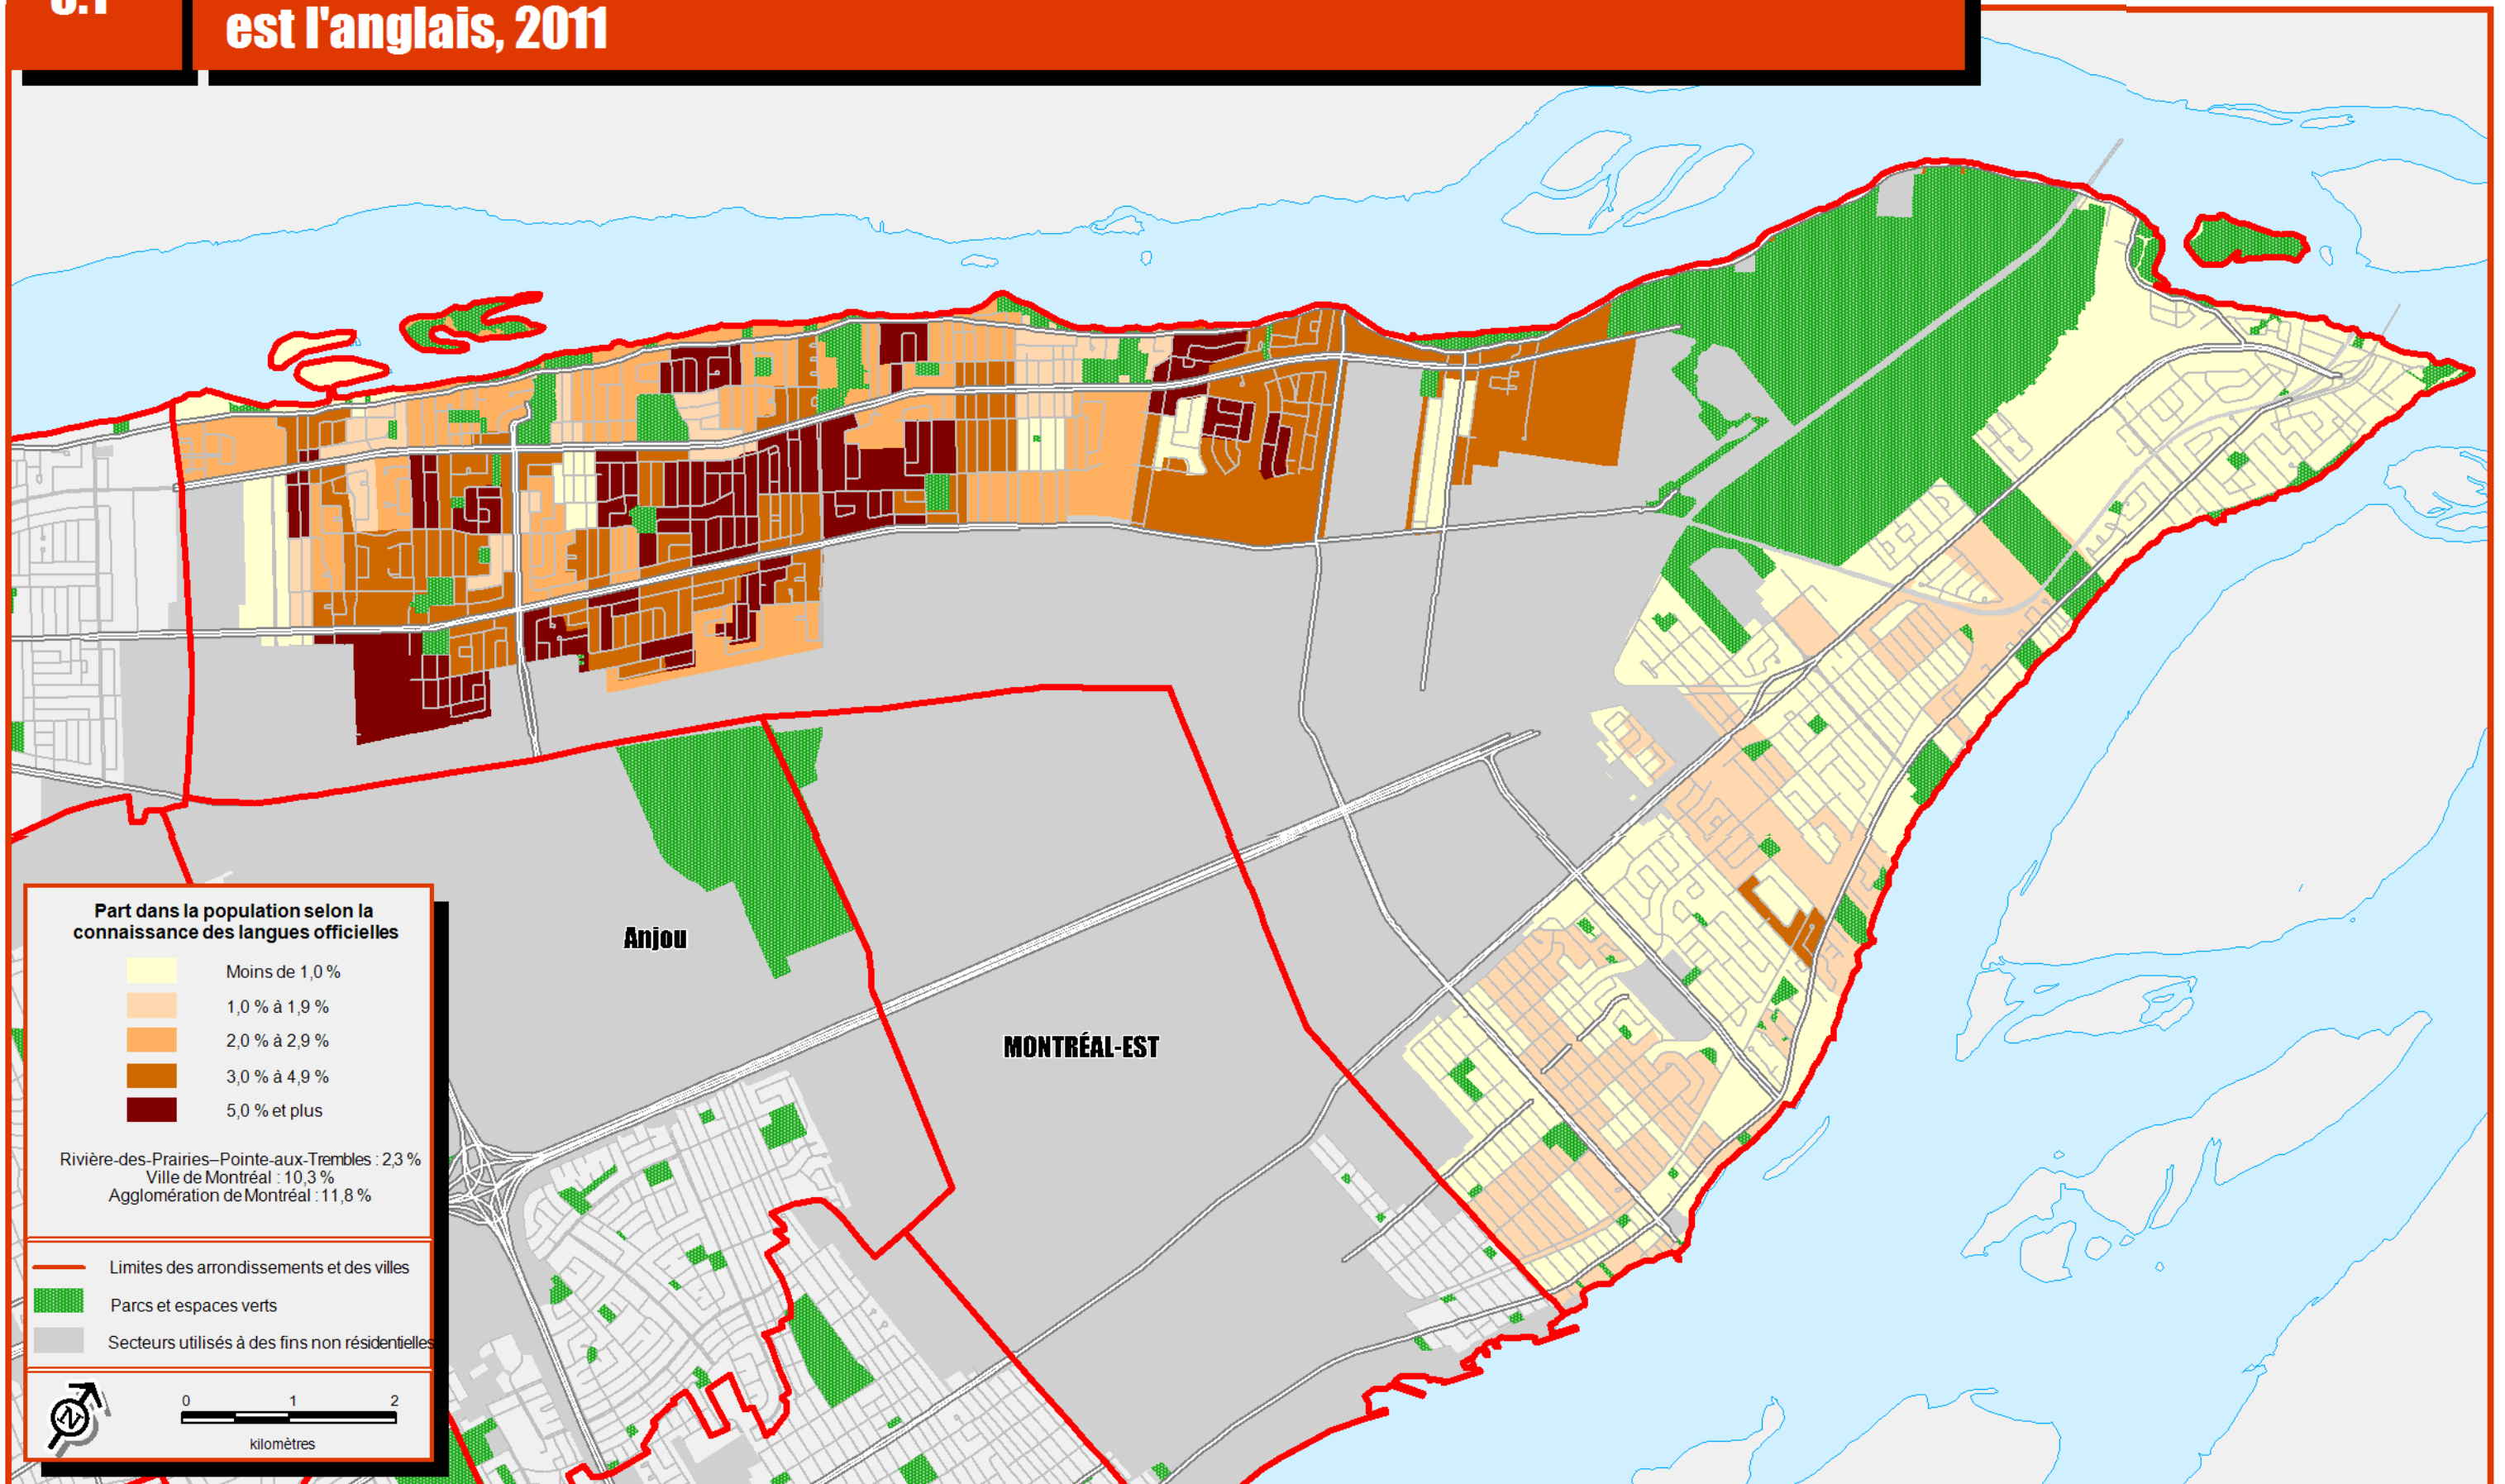 est l'anglais, 2011
Anjou
MONTRÉAL-EST
Part dans la population selon la
connaissance des langues officielles
Moins de 1,0 %
1,0 % à 1,9 %
2,0 % à 2,9 %
3,0 % à 4,9 %
5,0 % et plus
Rivière-des-Prairies–Pointe-aux-Trembles : 2,3 %
Ville de Montréal : 10,3 %
Agglomération de Montréal : 11,8 %
Limites des arrondissements et des villes
Parcs et espaces verts
Secteurs utilisés à des fins non résidentielles
N
0 1 2
kilomètres